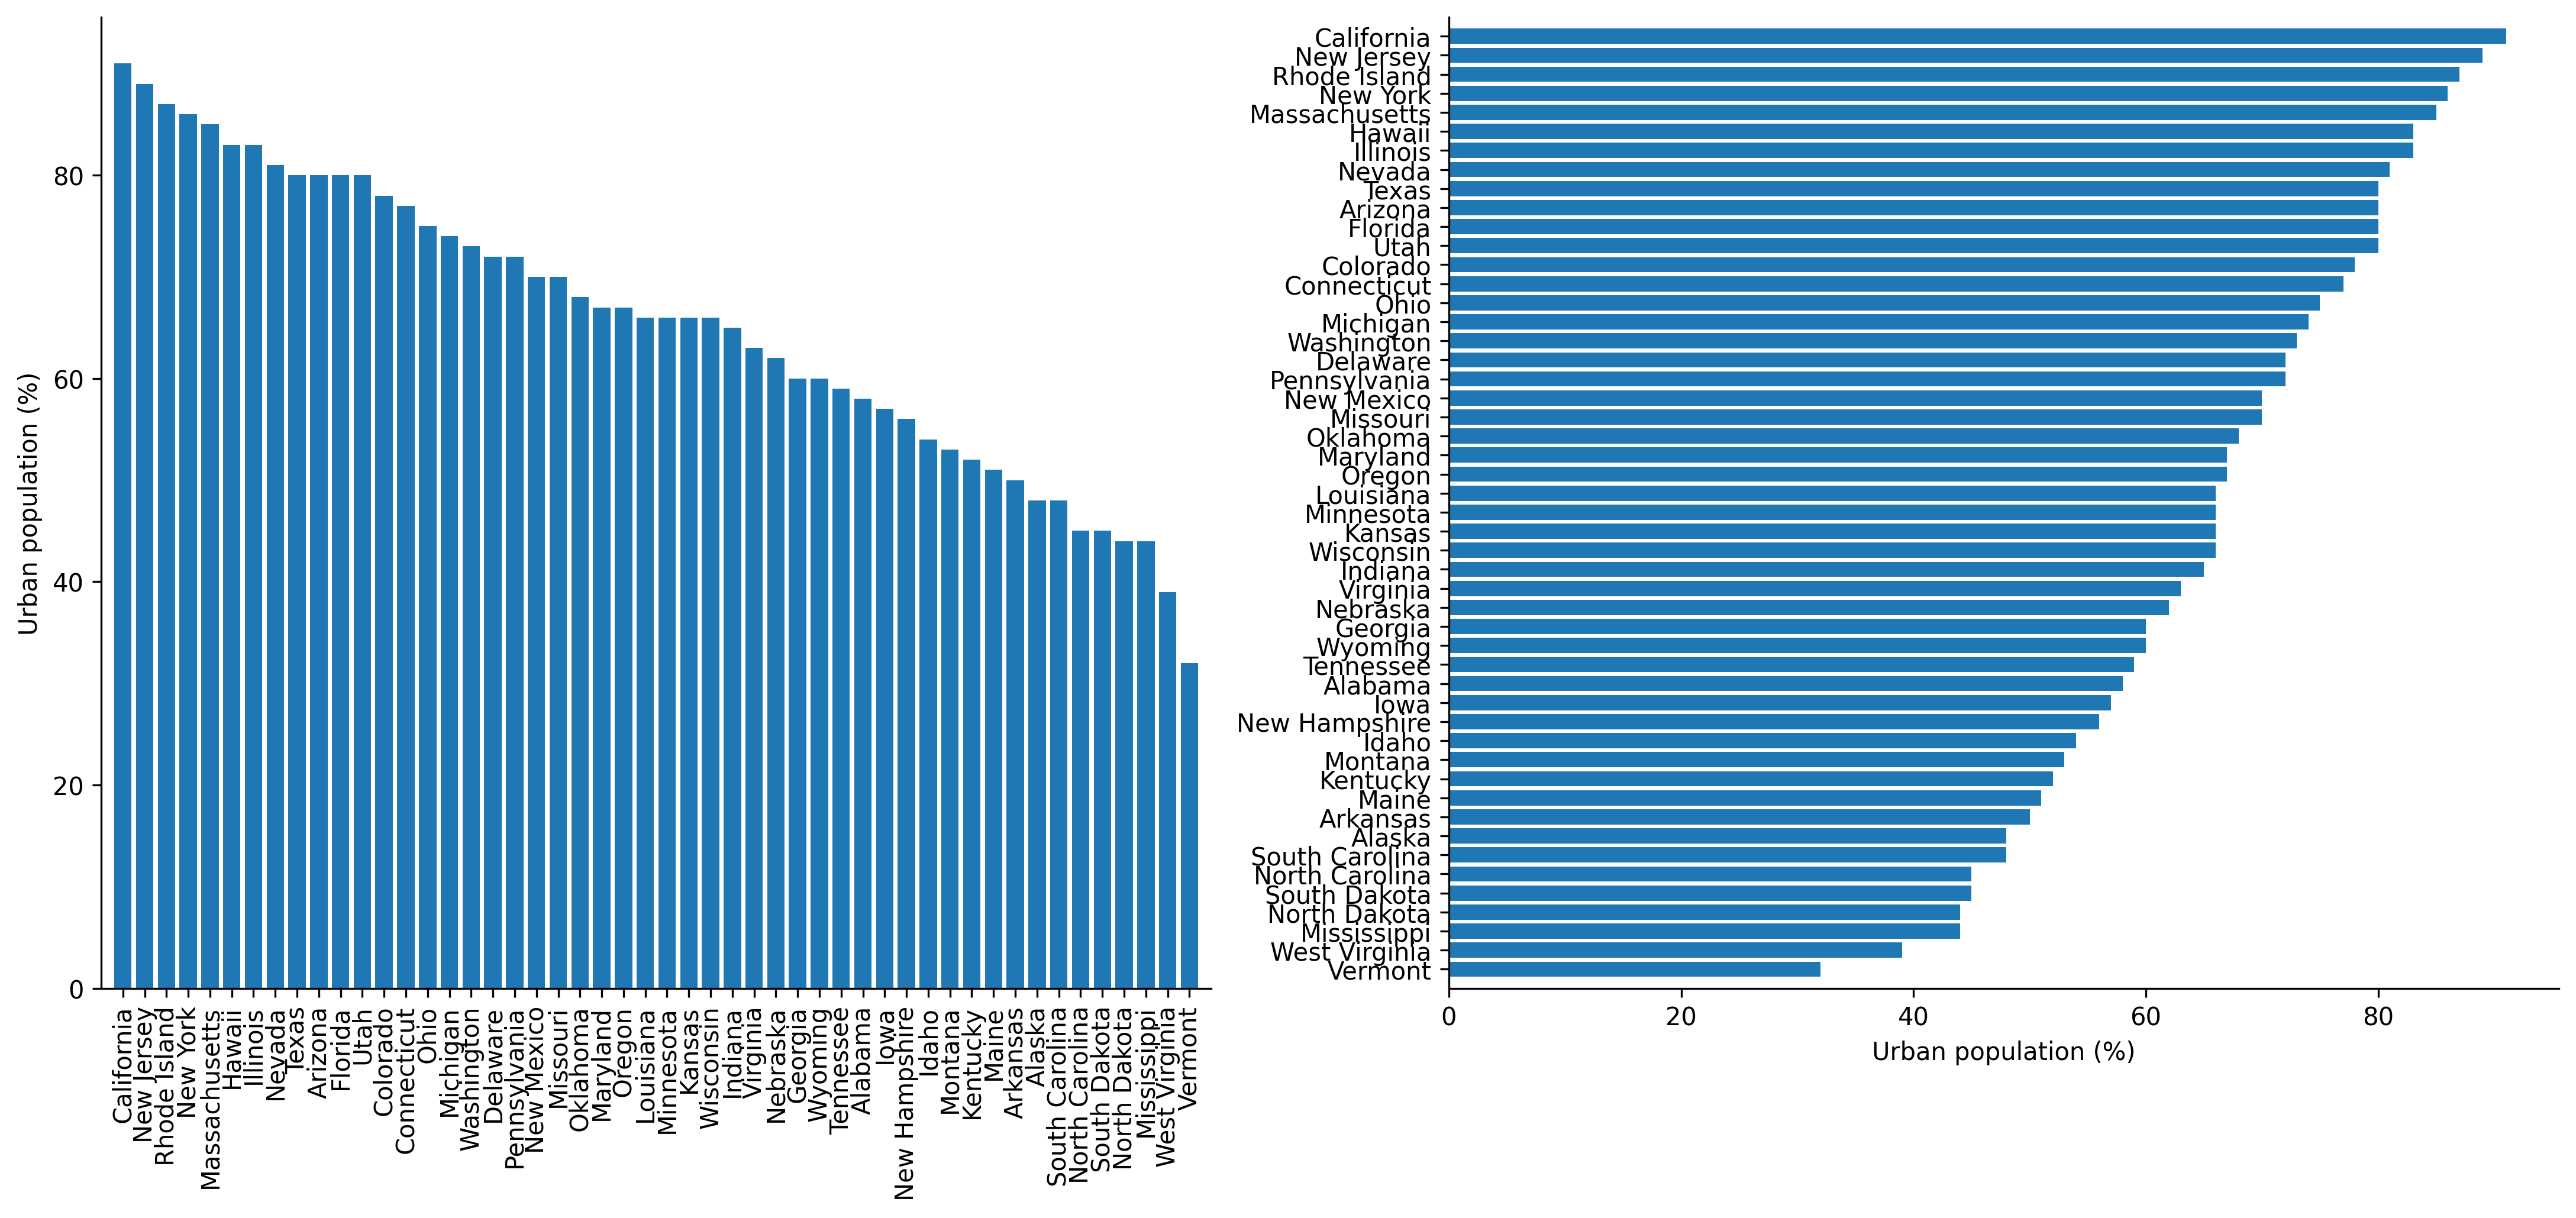 Urban population (%)
80
60
40
20
0
California
New Jersey
Rhode Island
New York
Massachusetts
Hawaii
Illinois
Nevada
Texas
Arizona
Florida
Utah
Colorado
Connecticut
Ohio
Michigan
Washington
Delaware
Pennsylvania
New Mexico
Missouri
Oklahoma
Maryland
Oregon
Louisiana
Minnesota
Kansas
Wisconsin
Indiana
Virginia
Nebraska
Georgia
Wyoming
Tennessee
Alabama
Iowa
New Hampshire
Idaho
Montana
Kentucky
Maine
Arkansas
Alaska
South Carolina
North Carolina
South Dakota
North Dakota
Mississippi
West Virginia
Vermont
California
New Jersey
Rhode Island
New York
Massachusetts
Hawaii
Illinois
Nevada
Texas
Arizona
Florida
Utah
Colorado
Connecticut
Ohio
Michigan
Washington
Delaware
Pennsylvania
New Mexico
Missouri
Oklahoma
Maryland
Oregon
Louisiana
Minnesota
Kansas
Wisconsin
Indiana
Virginia
Nebraska
Georgia
Wyoming
Tennessee
Alabama
Iowa
New Hampshire
Idaho
Montana
Kentucky
Maine
Arkansas
Alaska
South Carolina
North Carolina
South Dakota
North Dakota
Mississippi
West Virginia
Vermont
0 20 40 60 80
Urban population (%)